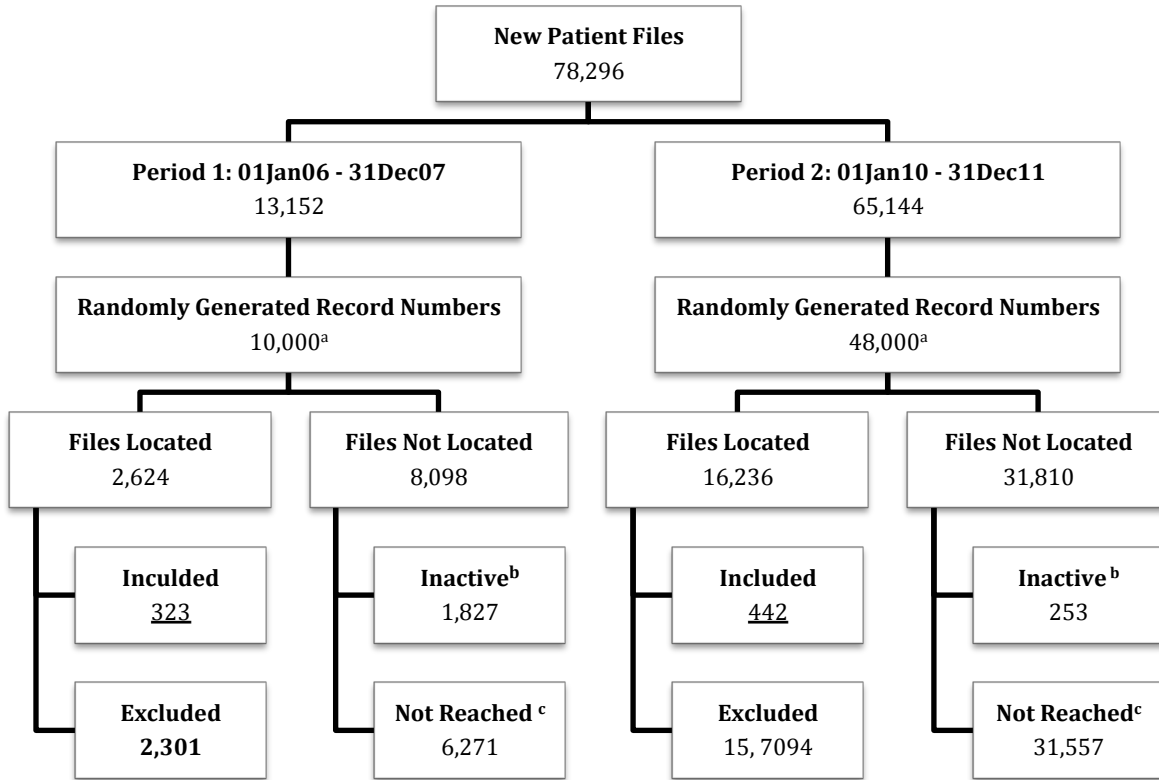 New Patient Files
78,296
Period 1: 01Jan06 - 31Dec07
13,152
Period 2: 01Jan10 - 31Dec11
65,144
Randomly Generated Record Numbers
10,000ᵃ
Randomly Generated Record Numbers
48,000ᵃ
Files Located
2,624
Files Not Located
8,098
Files Located
16,236
Files Not Located
31,810
Inculded
323
Inactiveᵇ
1,827
Included
442
Inactive ᵇ
253
Excluded
2,301
Not Reached ᶜ
6,271
Excluded
15, 7094
Not Reachedᶜ
31,557